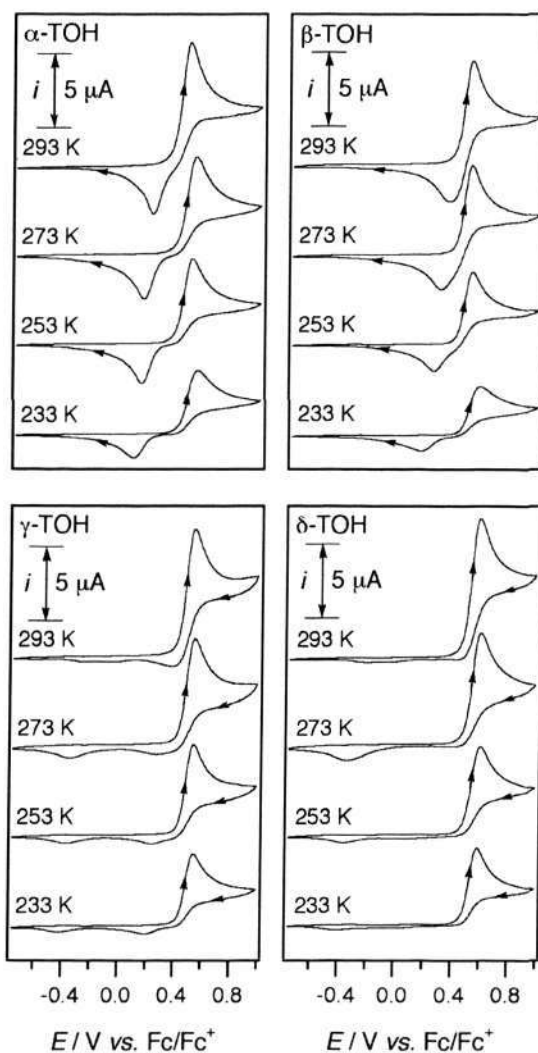 α-TOH
i 5 μA
293 K
273 K
253 K
233 K
β-TOH
i 5 μA
293 K
273 K
253 K
233 K
γ-TOH
i 5 μA
293 K
273 K
253 K
233 K
δ-TOH
i 5 μA
293 K
273 K
253 K
233 K
-0.4 0.0 0.4 0.8
-0.4 0.0 0.4 0.8
E / V vs. Fc/Fc⁺
E / V vs. Fc/Fc⁺